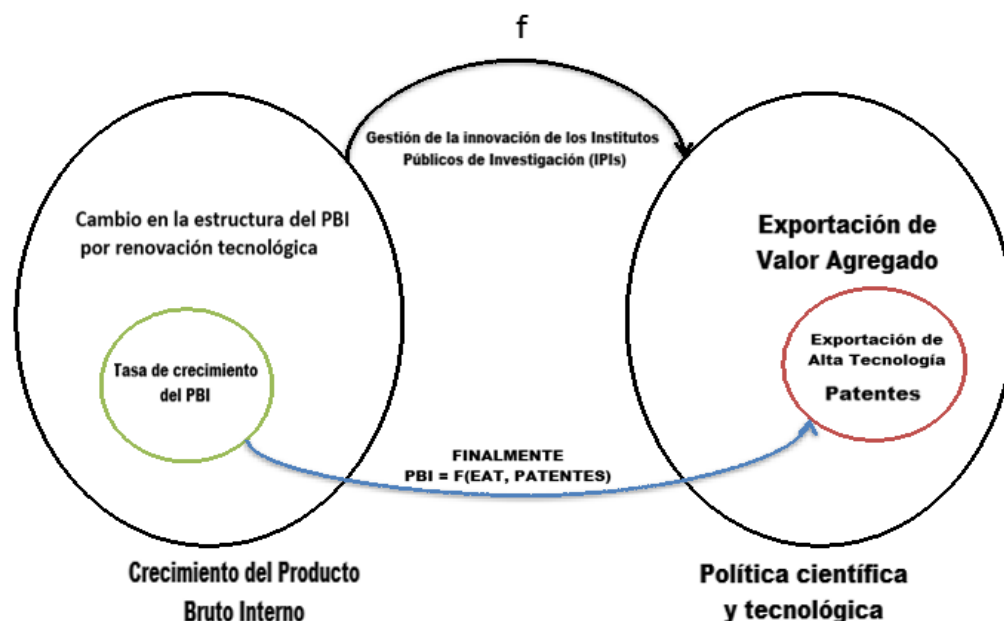 f
Gestión de la innovación de los Institutos
Públicos de Investigación (IPIs)
Cambio en la estructura del PBI
por renovación tecnológica
Tasa de crecimiento
del PBI
Exportación de
Valor Agregado
Exportación de
Alta Tecnología
Patentes
FINALMENTE
PBI = F(EAT, PATENTES)
Crecimiento del Producto
Bruto Interno
Política científica
y tecnológica